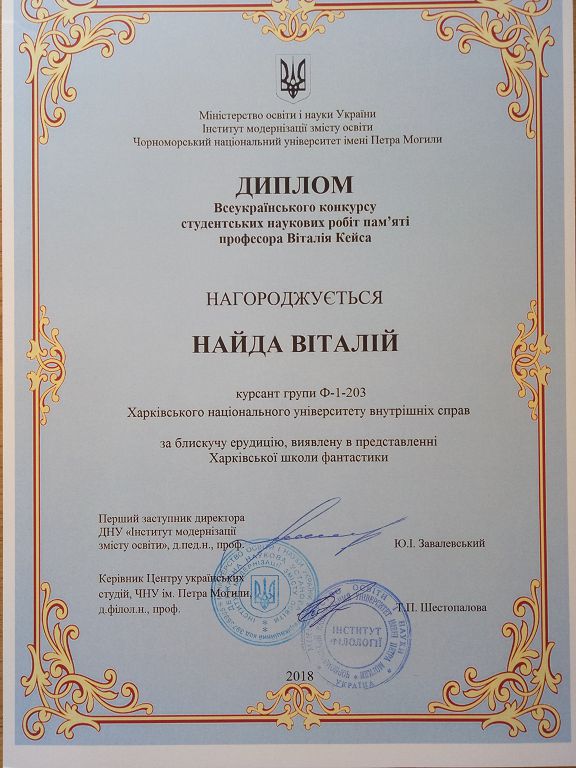 Міністерство освіти і науки України
Інститут модернізації змісту освіти
Чорноморський національний університет імені Петра Могили
ДИПЛОМ
Всеукраїнського конкурсу
студентських наукових робіт пам’яті
професора Віталія Кейса
НАГОРОДЖУЄТЬСЯ
НАЙДА ВІТАЛІЙ
курсант групи Ф-1-203
Харківського національного університету внутрішніх справ
за блискучу ерудицію, виявлену в представленні
Харківської школи фантастики
Перший заступник директора
ДНУ «Інститут модернізації
змісту освіти», д.пед.н., проф.
Ю.І. Завалевський
Керівник Центру українських
студій, ЧНУ ім. Петра Могили,
д.філол.н., проф.
Т.П. Шестопалова
ІНСТИТУТ
ФІЛОЛОГІЇ
УКРАЇНА
2018